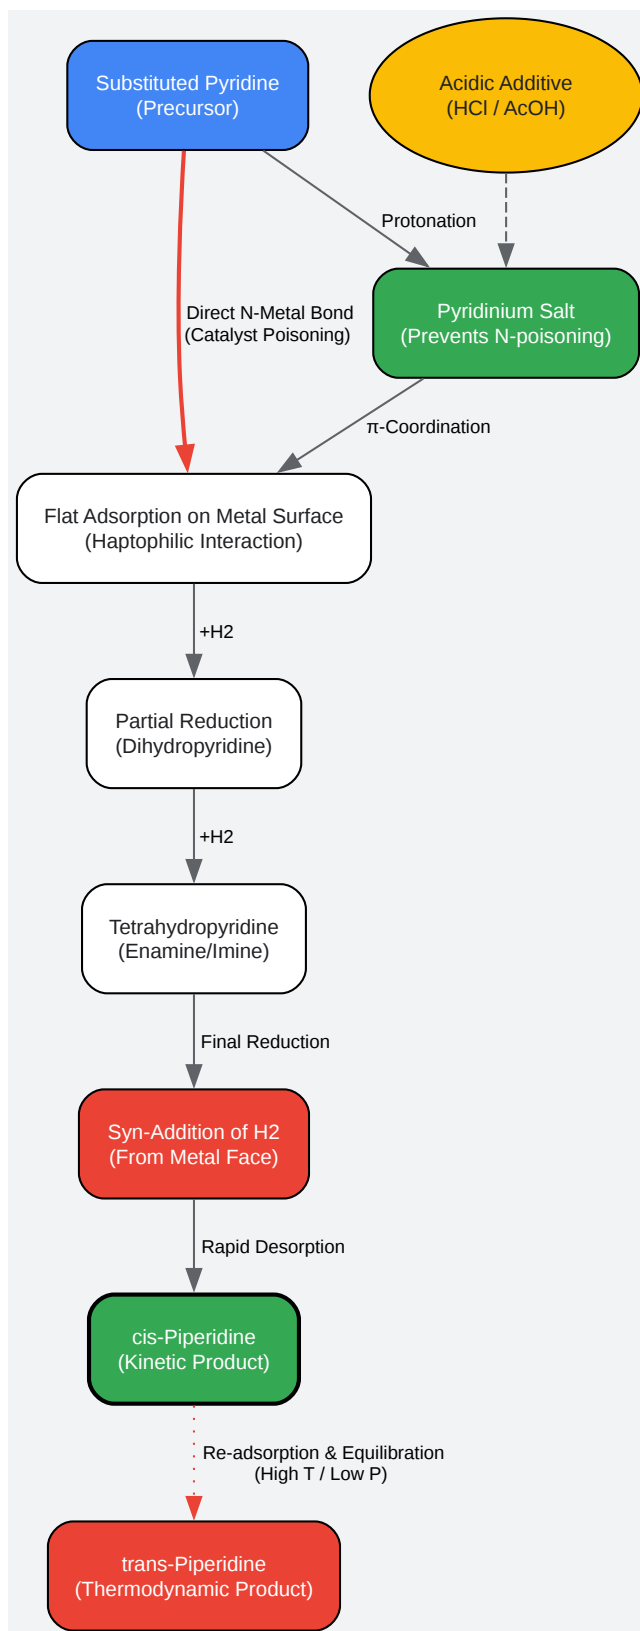 Substituted Pyridine
(Precursor)
Acidic Additive
(HCl / AcOH)
Protonation
Pyridinium Salt
(Prevents N-poisoning)
Direct N-Metal Bond
(Catalyst Poisoning)
π-Coordination
Flat Adsorption on Metal Surface
(Haptophilic Interaction)
+H2
Partial Reduction
(Dihydropyridine)
+H2
Tetrahydropyridine
(Enamine/Imine)
Final Reduction
Syn-Addition of H2
(From Metal Face)
Rapid Desorption
cis-Piperidine
(Kinetic Product)
Re-adsorption & Equilibration
(High T / Low P)
trans-Piperidine
(Thermodynamic Product)